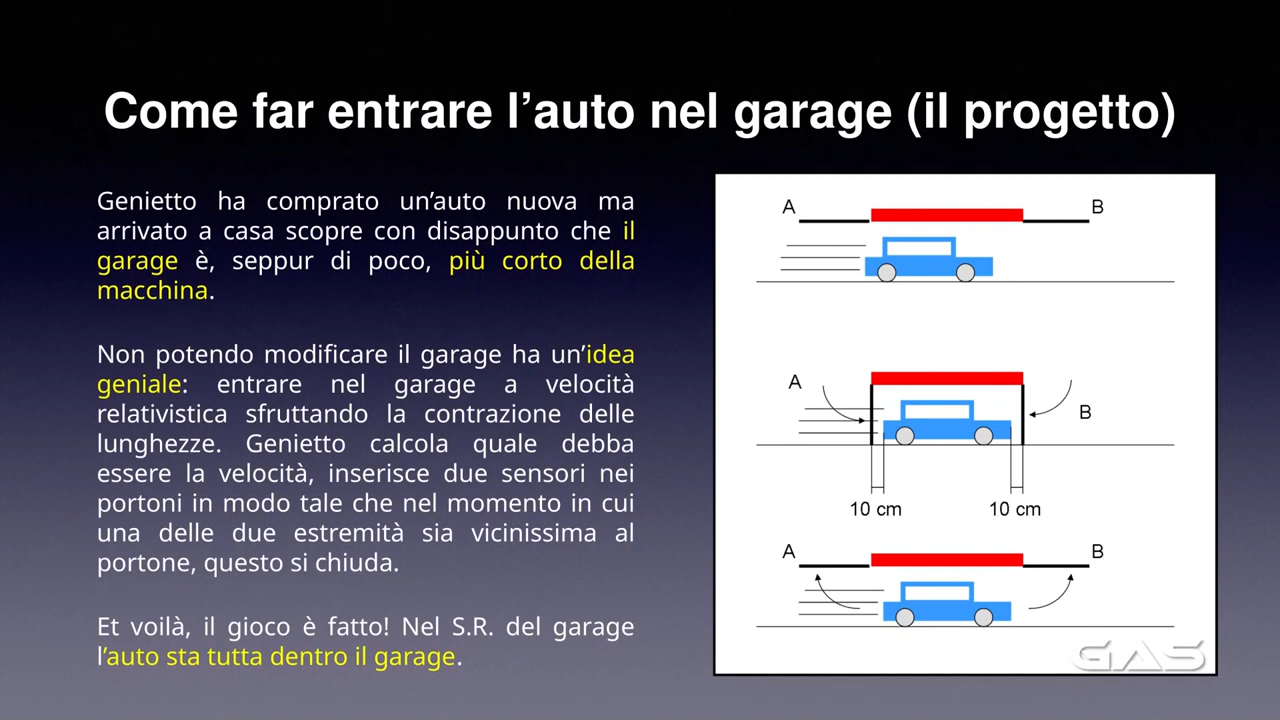 Come far entrare l’auto nel garage (il progetto)
Genietto ha comprato un’auto nuova ma
arrivato a casa scopre con disappunto che il
garage è, seppur di poco, più corto della
macchina.
Non potendo modificare il garage ha un’idea
geniale: entrare nel garage a velocità
relativistica sfruttando la contrazione delle
lunghezze. Genietto calcola quale debba
essere la velocità, inserisce due sensori nei
portoni in modo tale che nel momento in cui
una delle due estremità sia vicinissima al
portone, questo si chiuda.
Et voilà, il gioco è fatto! Nel S.R. del garage
l’auto sta tutta dentro il garage.
A B
A B
10 cm 10 cm
A B
GAS